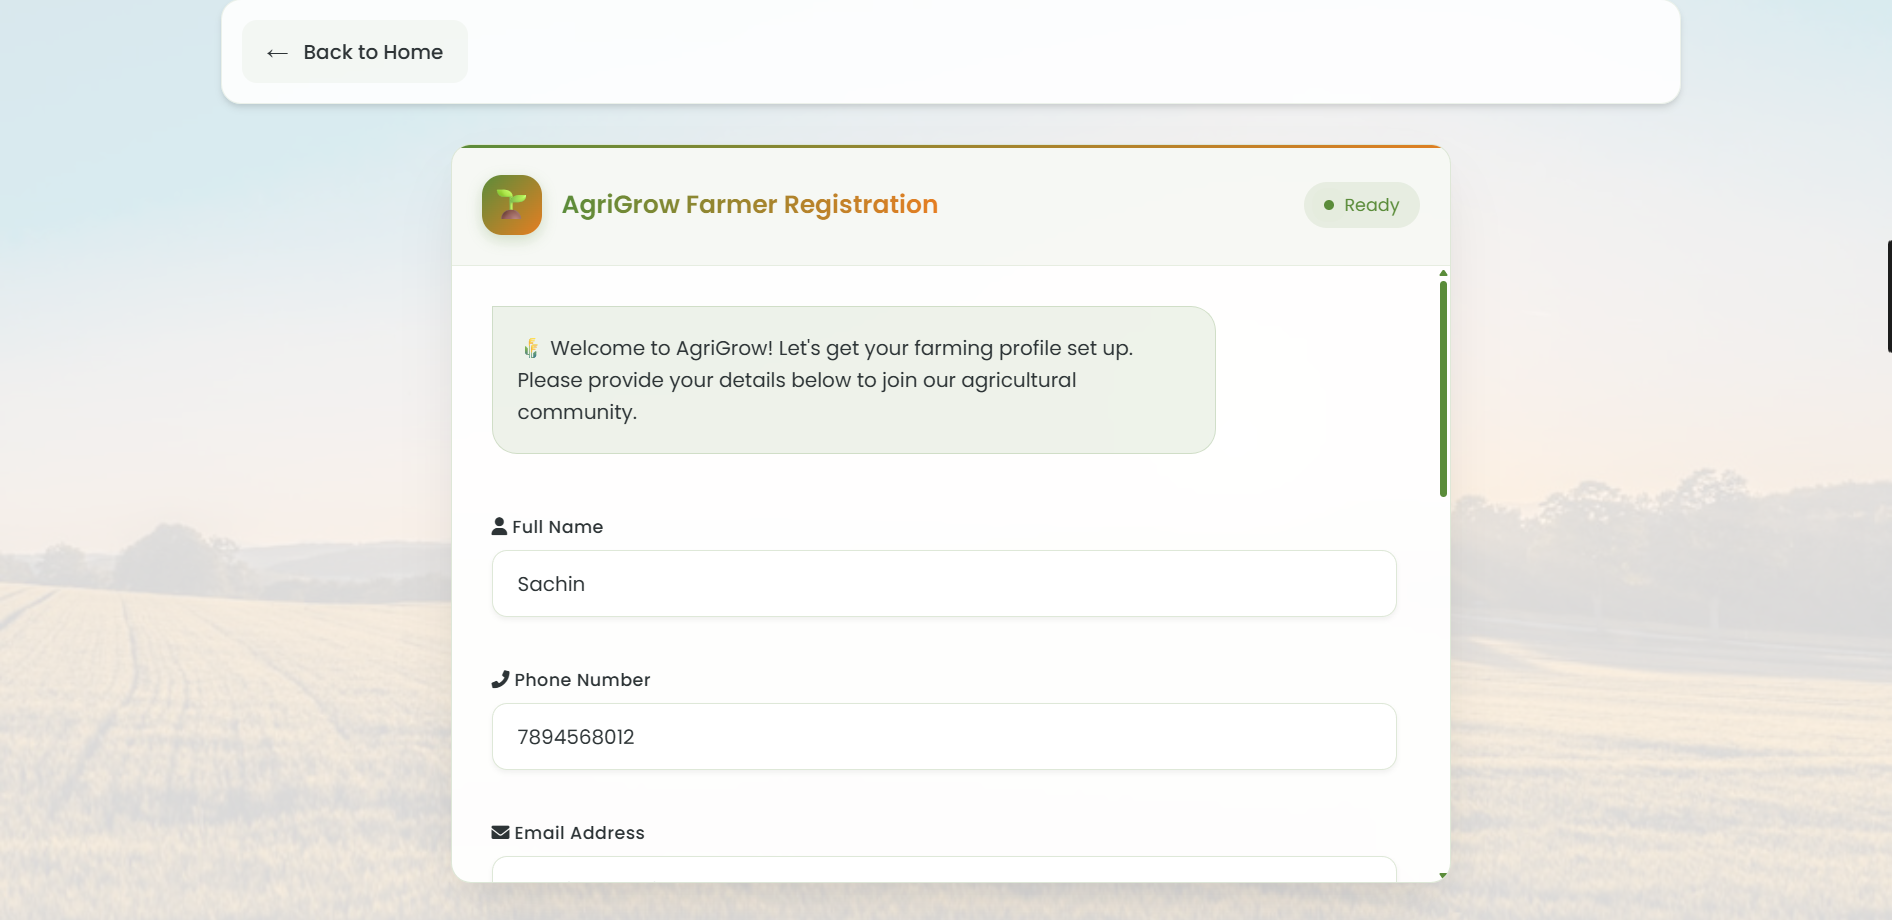 ← Back to Home
AgriGrow Farmer Registration
Ready
🌾 Welcome to AgriGrow! Let's get your farming profile set up.
Please provide your details below to join our agricultural
community.
Full Name
Sachin
Phone Number
7894568012
Email Address